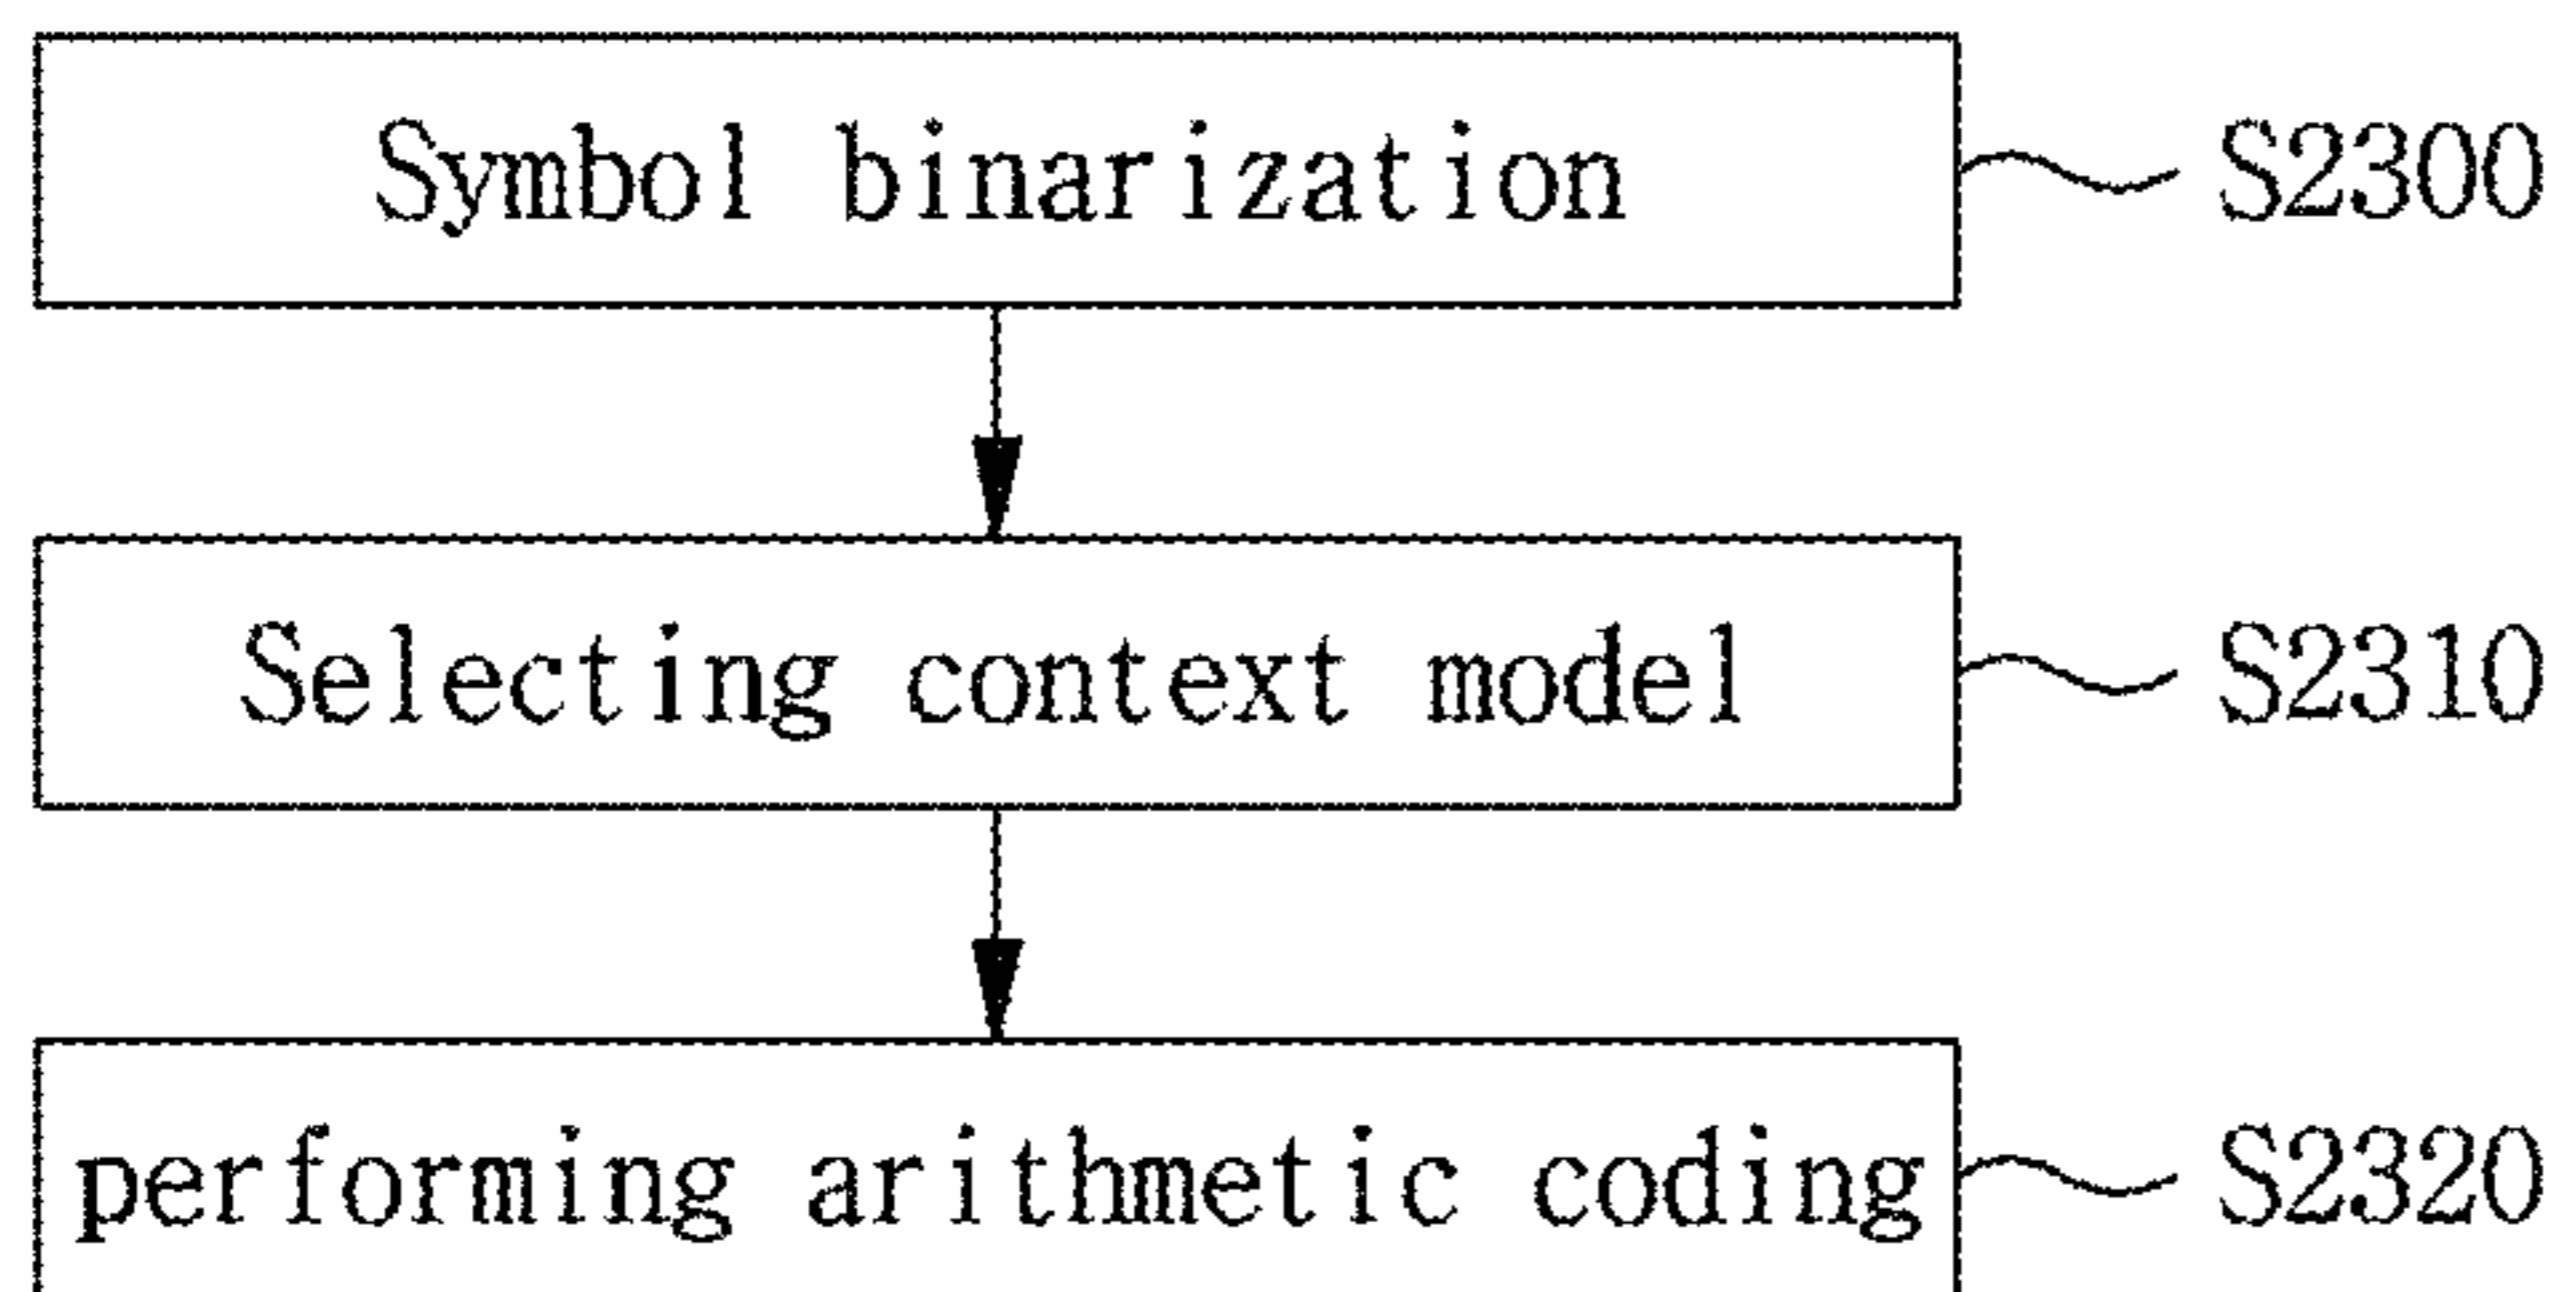 Symbol binarization S2300
Selecting context model S2310
performing arithmetic coding S2320